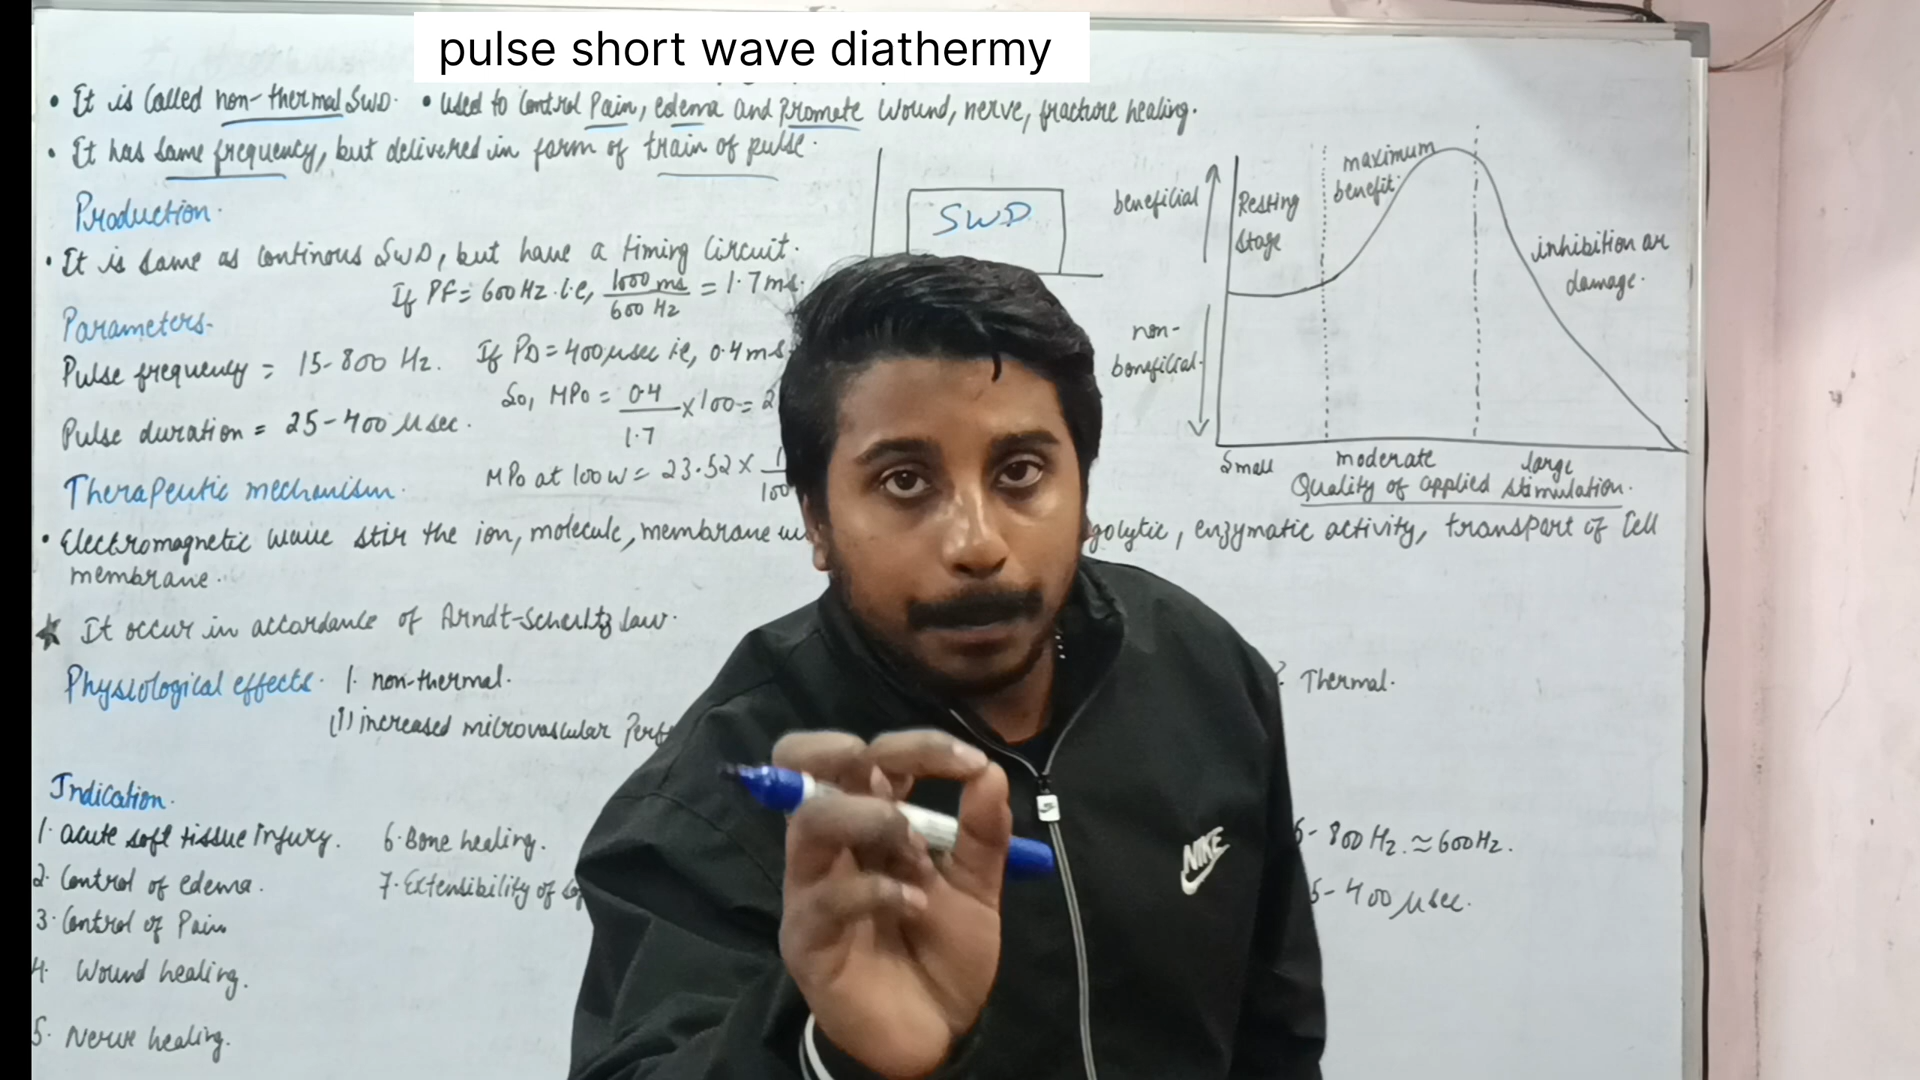 pulse short wave diathermy
• It is called non-thermal SWD. • used to control Pain, edema and Promote wound, nerve, fracture healing.
• It has same frequency, but delivered in form of train of pulse.
Production.
• It is same as continous SWD, but have a timing circuit.
If PF = 600 Hz. i.e, 1000 ms / 600 Hz = 1.7 ms.
Parameters-
Pulse frequency = 15-800 Hz. If PD = 400 μsec ie, 0.4 ms
So, MPo = 0.4 / 1.7 × 100 = 2
Pulse duration = 25-400 μsec.
MPo at 100 w = 23.52 ×
Therapeutic mechanism.
• Electromagnetic wave stir the ion, molecule, membrane
golytic, enzymatic activity, transport of Cell
membrane.
★ It occur in accordance of Arndt-Schultz law.
Physiological effects. 1. non-thermal.
Thermal.
(1) increased microvascular Perf
Indication.
1. acute soft tissue injury. 6. Bone healing.
2. Control of edema. 7. Extensibility of
3. Control of Pain
4. Wound healing.
5. Nerve healing.
- 800 Hz. ≈ 600 Hz.
5-400 μsec.
SWD
beneficial
non-
beneficial
Resting
stage
maximum
benefit.
inhibition or
damage.
Small moderate large
Quality of applied stimulation.
NIKE